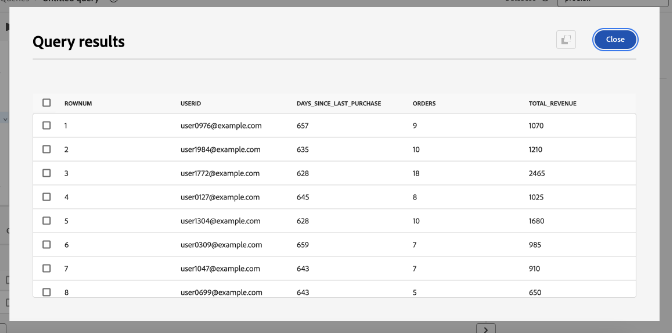 Query results
Close
ROWNUM USERID DAYS_SINCE_LAST_PURCHASE ORDERS TOTAL_REVENUE
1 user0976@example.com 657 9 1070
2 user1984@example.com 635 10 1210
3 user1772@example.com 628 18 2465
4 user0127@example.com 645 8 1025
5 user1304@example.com 628 10 1680
6 user0309@example.com 659 7 985
7 user1047@example.com 643 7 910
8 user0699@example.com 643 5 650